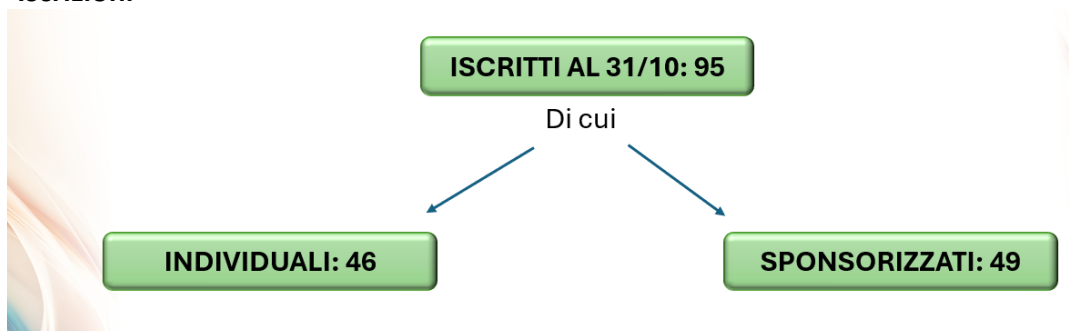 ISCRITTI AL 31/10: 95
Di cui
INDIVIDUALI: 46
SPONSORIZZATI: 49